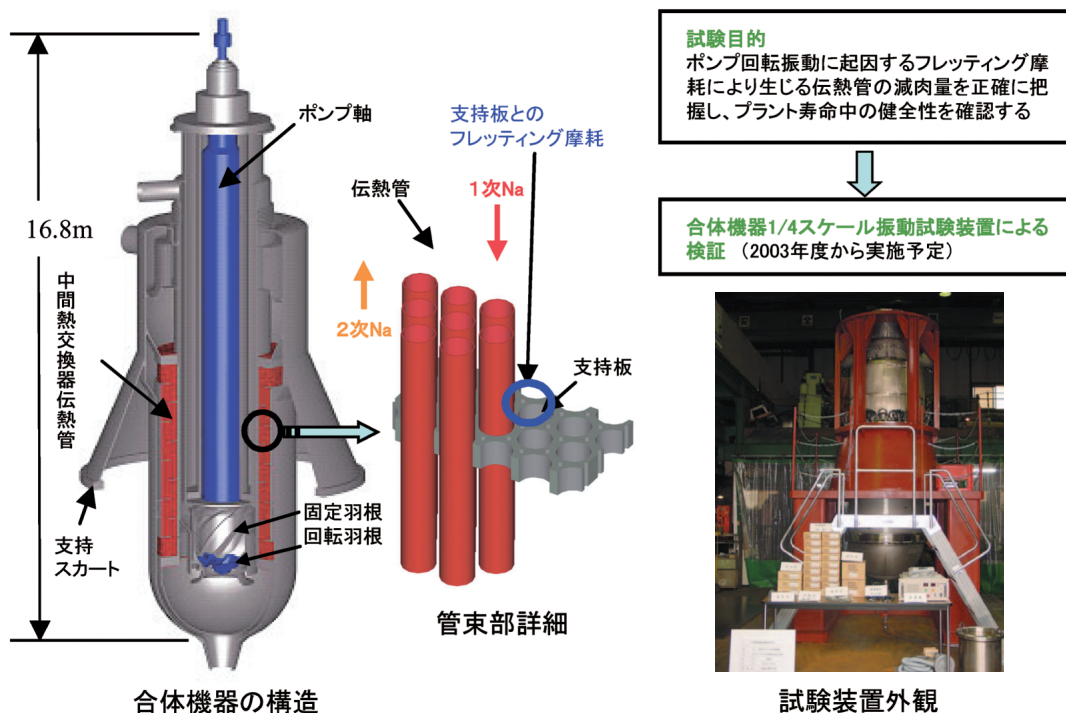 16.8m
ポンプ軸
中間熱交換器伝熱管
支持
スカート
固定羽根
回転羽根
合体機器の構造
支持板との
フレッティング摩耗
伝熱管
1次Na
2次Na
支持板
管束部詳細
試験目的
ポンプ回転振動に起因するフレッティング摩
耗により生じる伝熱管の減肉量を正確に把
握し、プラント寿命中の健全性を確認する
合体機器1/4スケール振動試験装置による
検証 （2003年度から実施予定）
試験装置外観